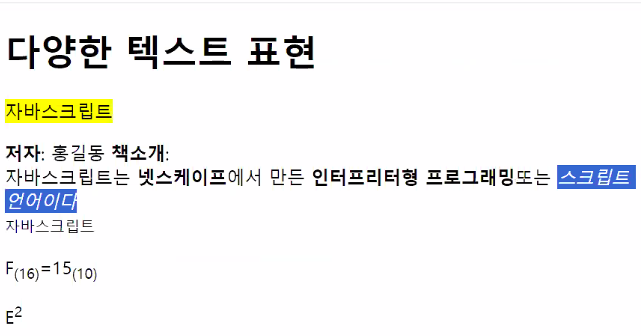 다양한 텍스트 표현
자바스크립트
저자: 홍길동 책소개:
자바스크립트는 넷스케이프에서 만든 인터프리터형 프로그래밍또는 스크립트
언어이다
자바스크립트
F(16)=15(10)
E2